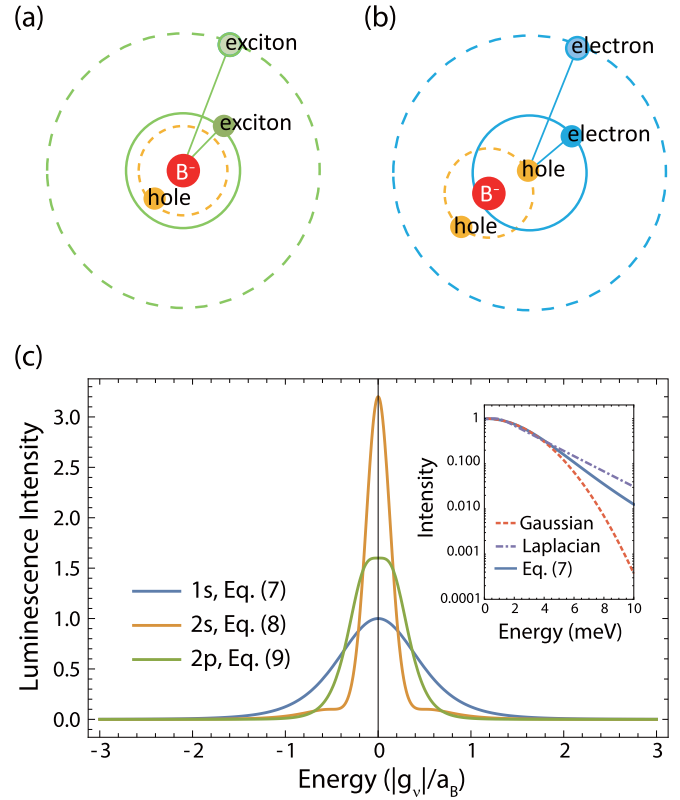 (a)
exciton
exciton
B⁻
hole
(b)
electron
electron
hole
B⁻
hole
(c)
Luminescence Intensity
3.0
2.5
2.0
1.5
1.0
0.5
0.0
1s, Eq. (7)
2s, Eq. (8)
2p, Eq. (9)
-3
-2
-1
0
1
2
3
Energy (|gᵥ|/a_B)
Intensity
1
0.100
0.010
0.001
0.0001
Gaussian
Laplacian
Eq. (7)
0
2
4
6
8
10
Energy (meV)